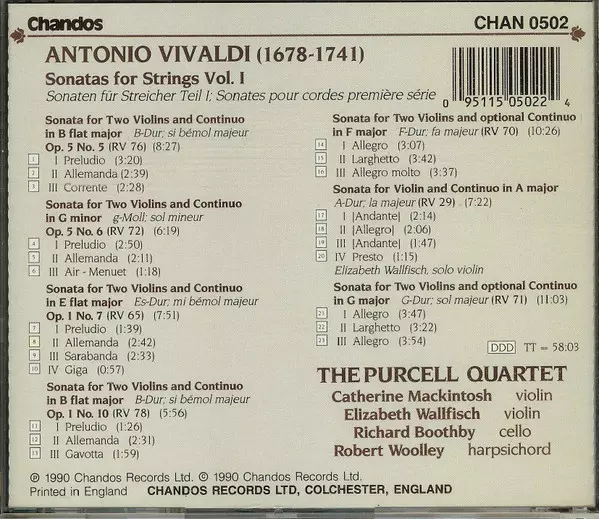 Chandos
CHAN 0502
ANTONIO VIVALDI (1678-1741)
Sonatas for Strings Vol. I
Sonaten für Streicher Teil I; Sonates pour cordes première série
0 95115 05022 4
Sonata for Two Violins and Continuo
in B flat major B-Dur; si bémol majeur
Op. 5 No. 5 (RV 76) (8:27)
1 I Preludio (3:20)
2 II Allemanda (2:39)
3 III Corrente (2:28)
Sonata for Two Violins and Continuo
in G minor g-Moll; sol mineur
Op. 5 No. 6 (RV 72) (6:19)
4 I Preludio (2:50)
5 II Allemanda (2:11)
6 III Air - Menuet (1:18)
Sonata for Two Violins and Continuo
in E flat major Es-Dur; mi bémol majeur
Op. 1 No. 7 (RV 65) (7:51)
7 I Preludio (1:39)
8 II Allemanda (2:42)
9 III Sarabanda (2:33)
10 IV Giga (0:57)
Sonata for Two Violins and Continuo
in B flat major B-Dur; si bémol majeur
Op. 1 No. 10 (RV 78) (5:56)
11 I Preludio (1:26)
12 II Allemanda (2:31)
13 III Gavotta (1:59)
Sonata for Two Violins and optional Continuo
in F major F-Dur; fa majeur (RV 70) (10:26)
14 I Allegro (3:07)
15 II Larghetto (3:42)
16 III Allegro molto (3:37)
Sonata for Violin and Continuo in A major
A-Dur; la majeur (RV 29) (7:22)
17 I |Andante| (2:14)
18 II |Allegro| (2:06)
19 III |Andante| (1:47)
20 IV Presto (1:15)
Elizabeth Wallfisch, solo violin
Sonata for Two Violins and optional Continuo
in G major G-Dur; sol majeur (RV 71) (11:03)
21 I Allegro (3:47)
22 II Larghetto (3:22)
23 III Allegro (3:54)
DDD TT = 58:03
THE PURCELL QUARTET
Catherine Mackintosh violin
Elizabeth Wallfisch violin
Richard Boothby cello
Robert Woolley harpsichord
℗ 1990 Chandos Records Ltd. © 1990 Chandos Records Ltd.
Printed in England CHANDOS RECORDS LTD, COLCHESTER, ENGLAND